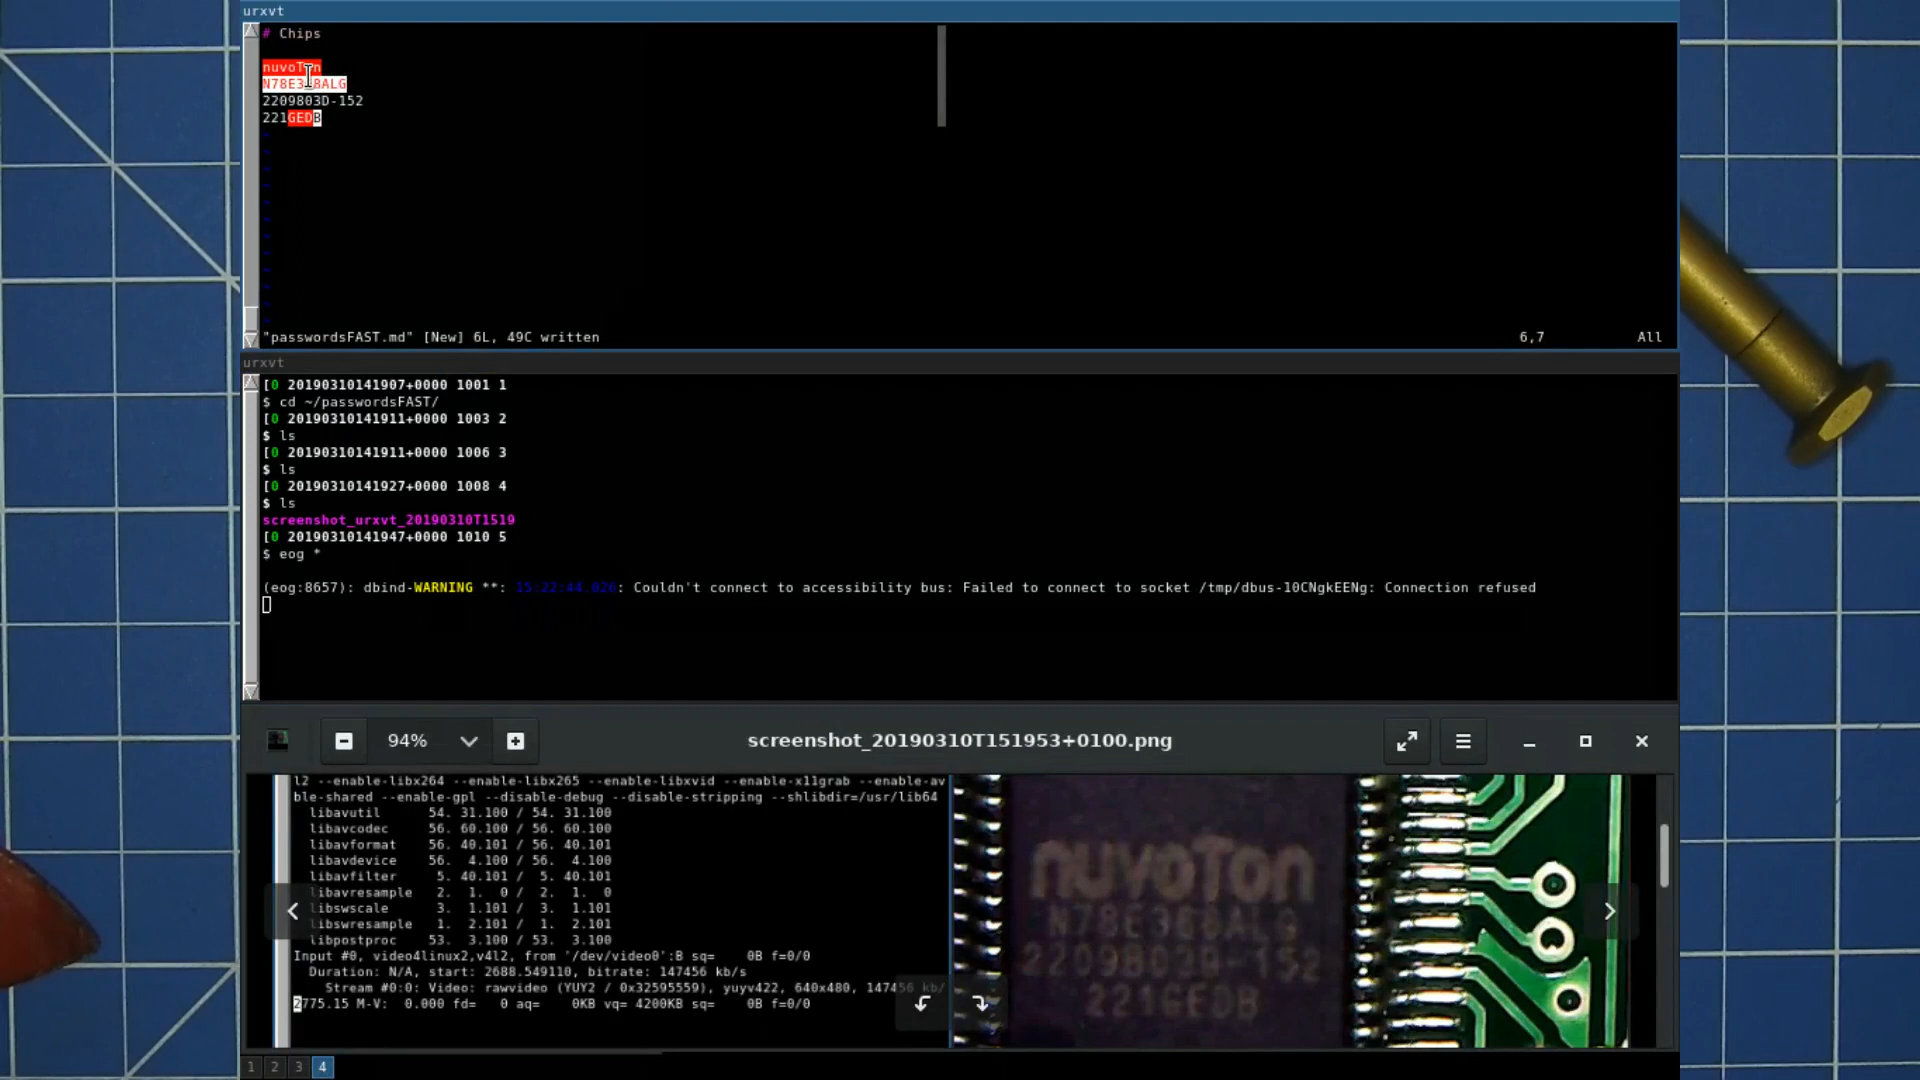 urxvt
# Chips
nuvoTon
N78E368ALG
2209803D-152
221GEDB
~
~
~
~
~
~
~
~
~
~
~
"passwordsFAST.md" [New] 6L, 49C written 6,7 All
urxvt
[0 20190310141907+0000 1001 1
$ cd ~/passwordsFAST/
[0 20190310141911+0000 1003 2
$ ls
[0 20190310141911+0000 1006 3
$ ls
[0 20190310141927+0000 1008 4
$ ls
screenshot_urxvt_20190310T1519
[0 20190310141947+0000 1010 5
$ eog *
(eog:8657): dbind-WARNING **: 15:22:44.026: Couldn't connect to accessibility bus: Failed to connect to socket /tmp/dbus-10CNgkEENg: Connection refused
94% screenshot_20190310T151953+0100.png
l2 --enable-libx264 --enable-libx265 --enable-libxvid --enable-x11grab --enable-av
ble-shared --enable-gpl --disable-debug --disable-stripping --shlibdir=/usr/lib64
libavutil 54. 31.100 / 54. 31.100
libavcodec 56. 60.100 / 56. 60.100
libavformat 56. 40.101 / 56. 40.101
libavdevice 56. 4.100 / 56. 4.100
libavfilter 5. 40.101 / 5. 40.101
libavresample 2. 1. 0 / 2. 1. 0
libswscale 3. 1.101 / 3. 1.101
libswresample 1. 2.101 / 1. 2.101
libpostproc 53. 3.100 / 53. 3.100
Input #0, video4linux2,v4l2, from '/dev/video0':B sq= 0B f=0/0
Duration: N/A, start: 2688.549110, bitrate: 147456 kb/s
Stream #0:0: Video: rawvideo (YUY2 / 0x32595559), yuyv422, 640x480, 147456 kb/
2775.15 M-V: 0.000 fd= 0 aq= 0KB vq= 4200KB sq= 0B f=0/0
nuvoTon
N78E368ALG
2209803D-152
221GEDB
1 2 3 4